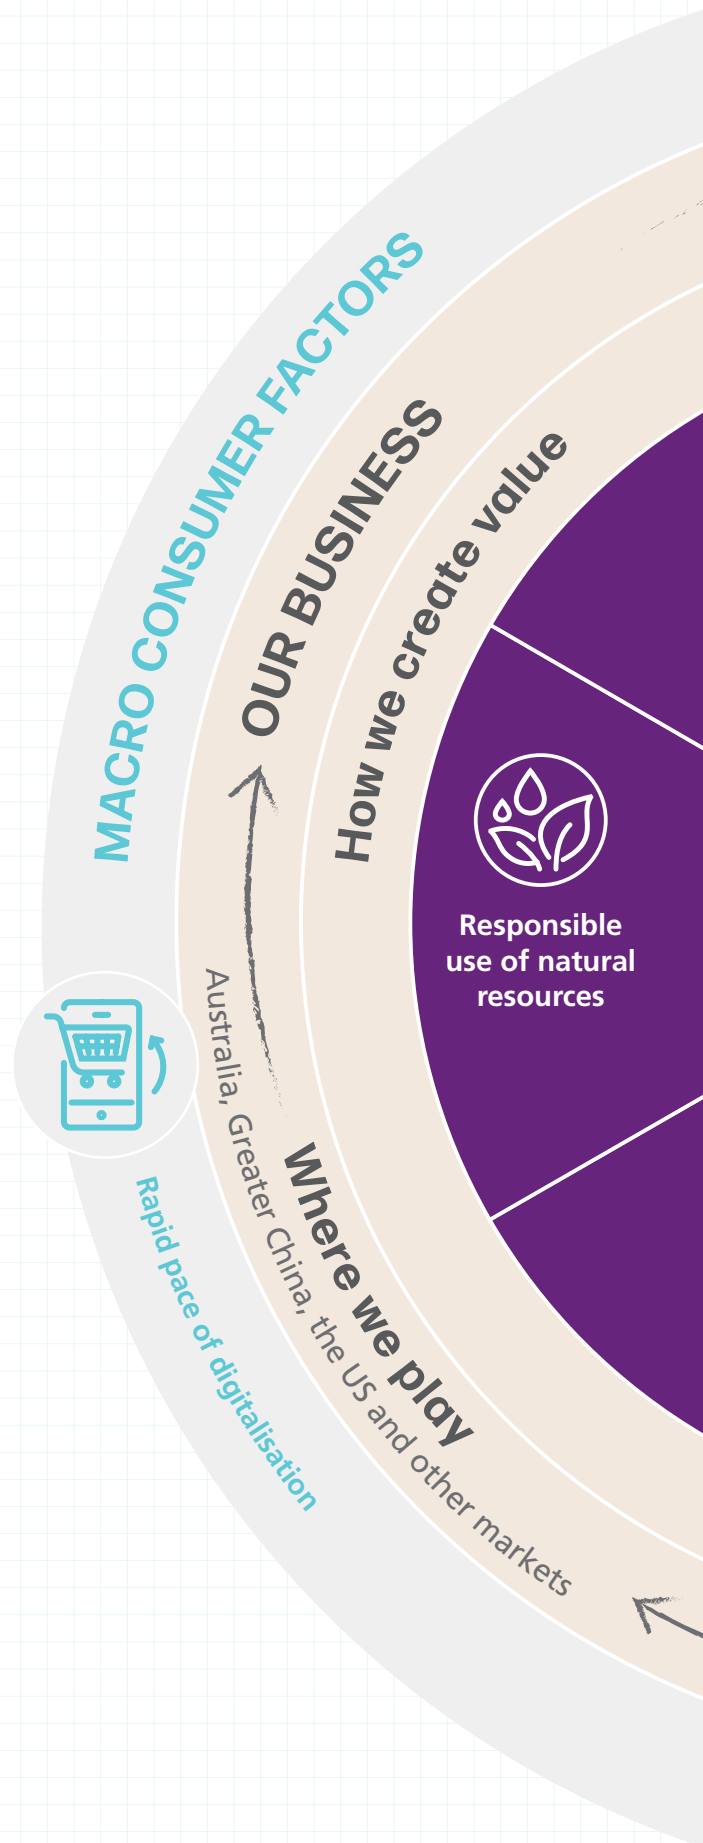 MACRO CONSUMER FACTORS
OUR BUSINESS
How we create value
Responsible
use of natural
resources
Where we play
Australia, Greater China, the US and other markets
Rapid pace of digitalisation